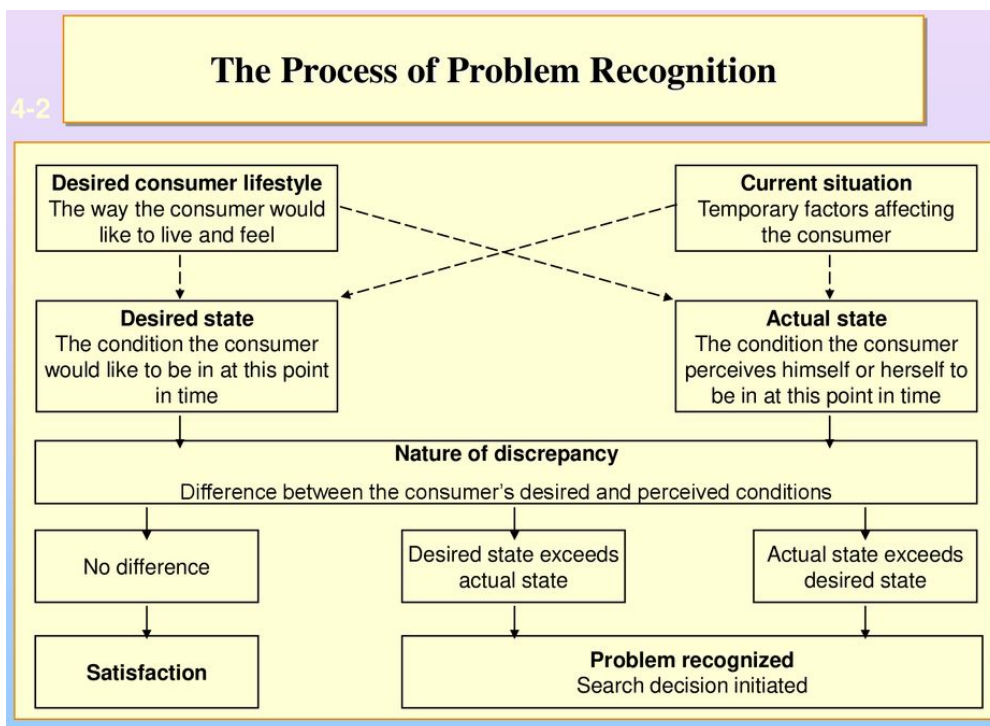 The Process of Problem Recognition
4-2
Desired consumer lifestyle
The way the consumer would
like to live and feel
Current situation
Temporary factors affecting
the consumer
Desired state
The condition the consumer
would like to be in at this point
in time
Actual state
The condition the consumer
perceives himself or herself to
be in at this point in time
Nature of discrepancy
Difference between the consumer's desired and perceived conditions
No difference
Desired state exceeds
actual state
Actual state exceeds
desired state
Satisfaction
Problem recognized
Search decision initiated